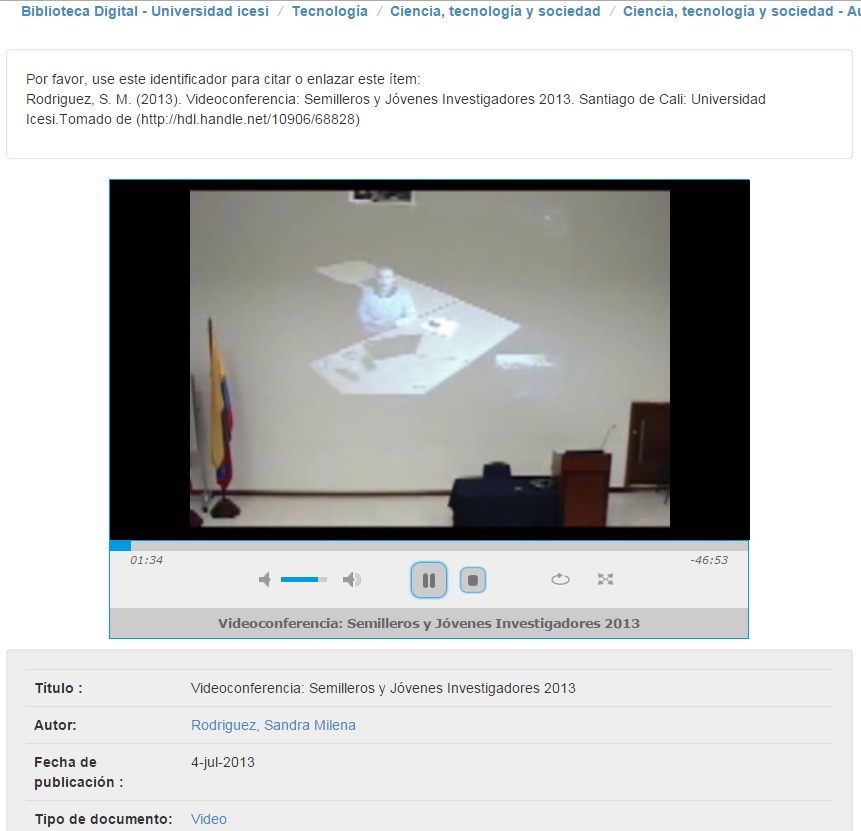 Biblioteca Digital - Universidad icesi / Tecnología / Ciencia, tecnología y sociedad / Ciencia, tecnología y sociedad - Au
Por favor, use este identificador para citar o enlazar este ítem:
Rodriguez, S. M. (2013). Videoconferencia: Semilleros y Jóvenes Investigadores 2013. Santiago de Cali: Universidad
Icesi.Tomado de (http://hdl.handle.net/10906/68828)
01:34 -46:53
Videoconferencia: Semilleros y Jóvenes Investigadores 2013
Título : Videoconferencia: Semilleros y Jóvenes Investigadores 2013
Autor: Rodriguez, Sandra Milena
Fecha de
publicación : 4-jul-2013
Tipo de documento: Video